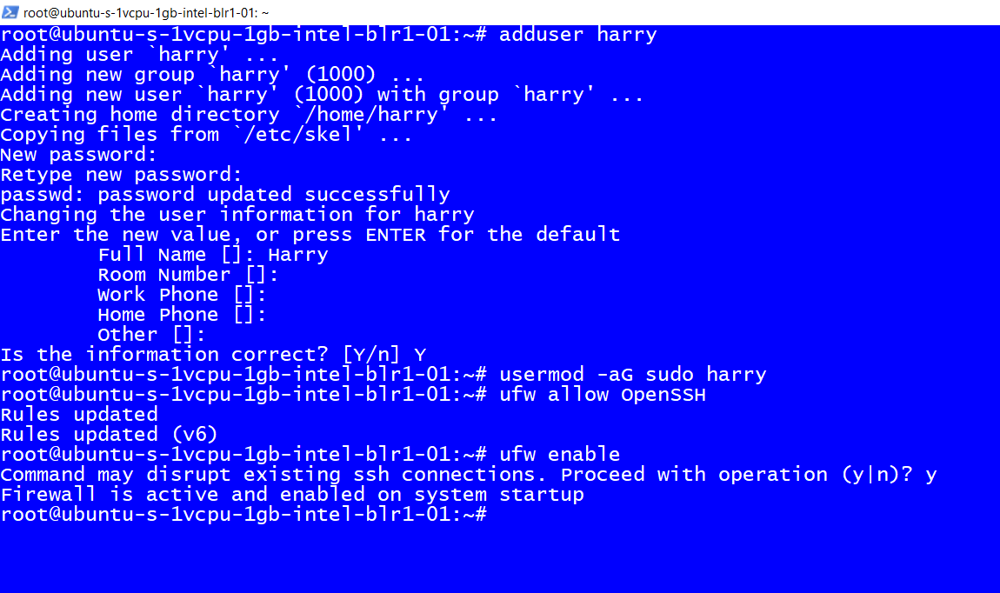 root@ubuntu-s-1vcpu-1gb-intel-blr1-01: ~
root@ubuntu-s-1vcpu-1gb-intel-blr1-01:~# adduser harry
Adding user `harry' ...
Adding new group `harry' (1000) ...
Adding new user `harry' (1000) with group `harry' ...
Creating home directory `/home/harry' ...
Copying files from `/etc/skel' ...
New password:
Retype new password:
passwd: password updated successfully
Changing the user information for harry
Enter the new value, or press ENTER for the default
        Full Name []: Harry
        Room Number []:
        Work Phone []:
        Home Phone []:
        Other []:
Is the information correct? [Y/n] Y
root@ubuntu-s-1vcpu-1gb-intel-blr1-01:~# usermod -aG sudo harry
root@ubuntu-s-1vcpu-1gb-intel-blr1-01:~# ufw allow OpenSSH
Rules updated
Rules updated (v6)
root@ubuntu-s-1vcpu-1gb-intel-blr1-01:~# ufw enable
Command may disrupt existing ssh connections. Proceed with operation (y|n)? y
Firewall is active and enabled on system startup
root@ubuntu-s-1vcpu-1gb-intel-blr1-01:~#